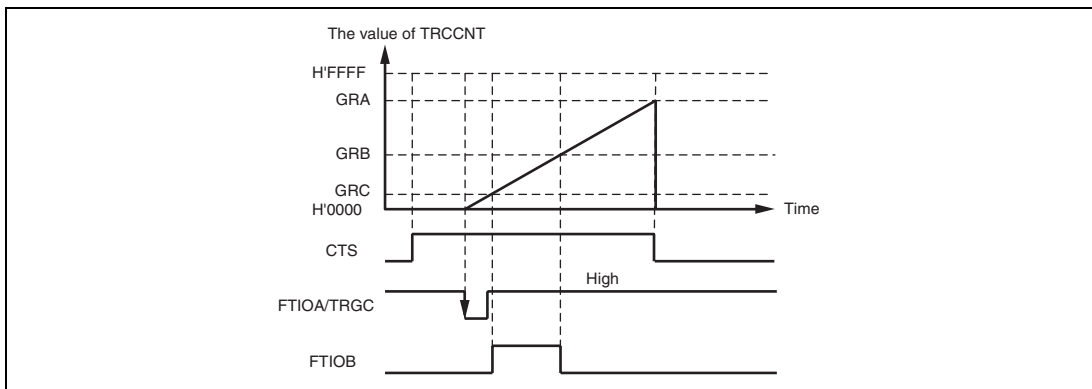 The value of TRCCNT
H'FFFF
GRA
GRB
GRC
H'0000
Time
CTS
High
FTIOA/TRGC
FTIOB